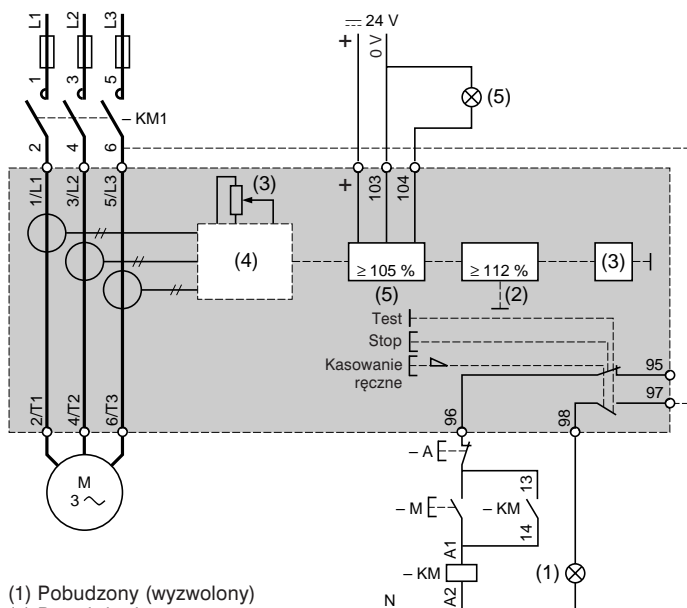 L1 L2 L3
24 V
+ 0 V
1 3 5
(5)
– KM1
2 4 6
1/L1 3/L2 5/L3
+ 103 104
(3)
(4)
≥ 105 %
≥ 112 %
(3)
(5)
(2)
Test
Stop
Kasowanie
ręczne
95
97
2/T1 4/T2 6/T3
96 98
– A
M
3
13
– M
– KM
14
A1
– KM
(1)
N
A2
(1) Pobudzony (wyzwolony)